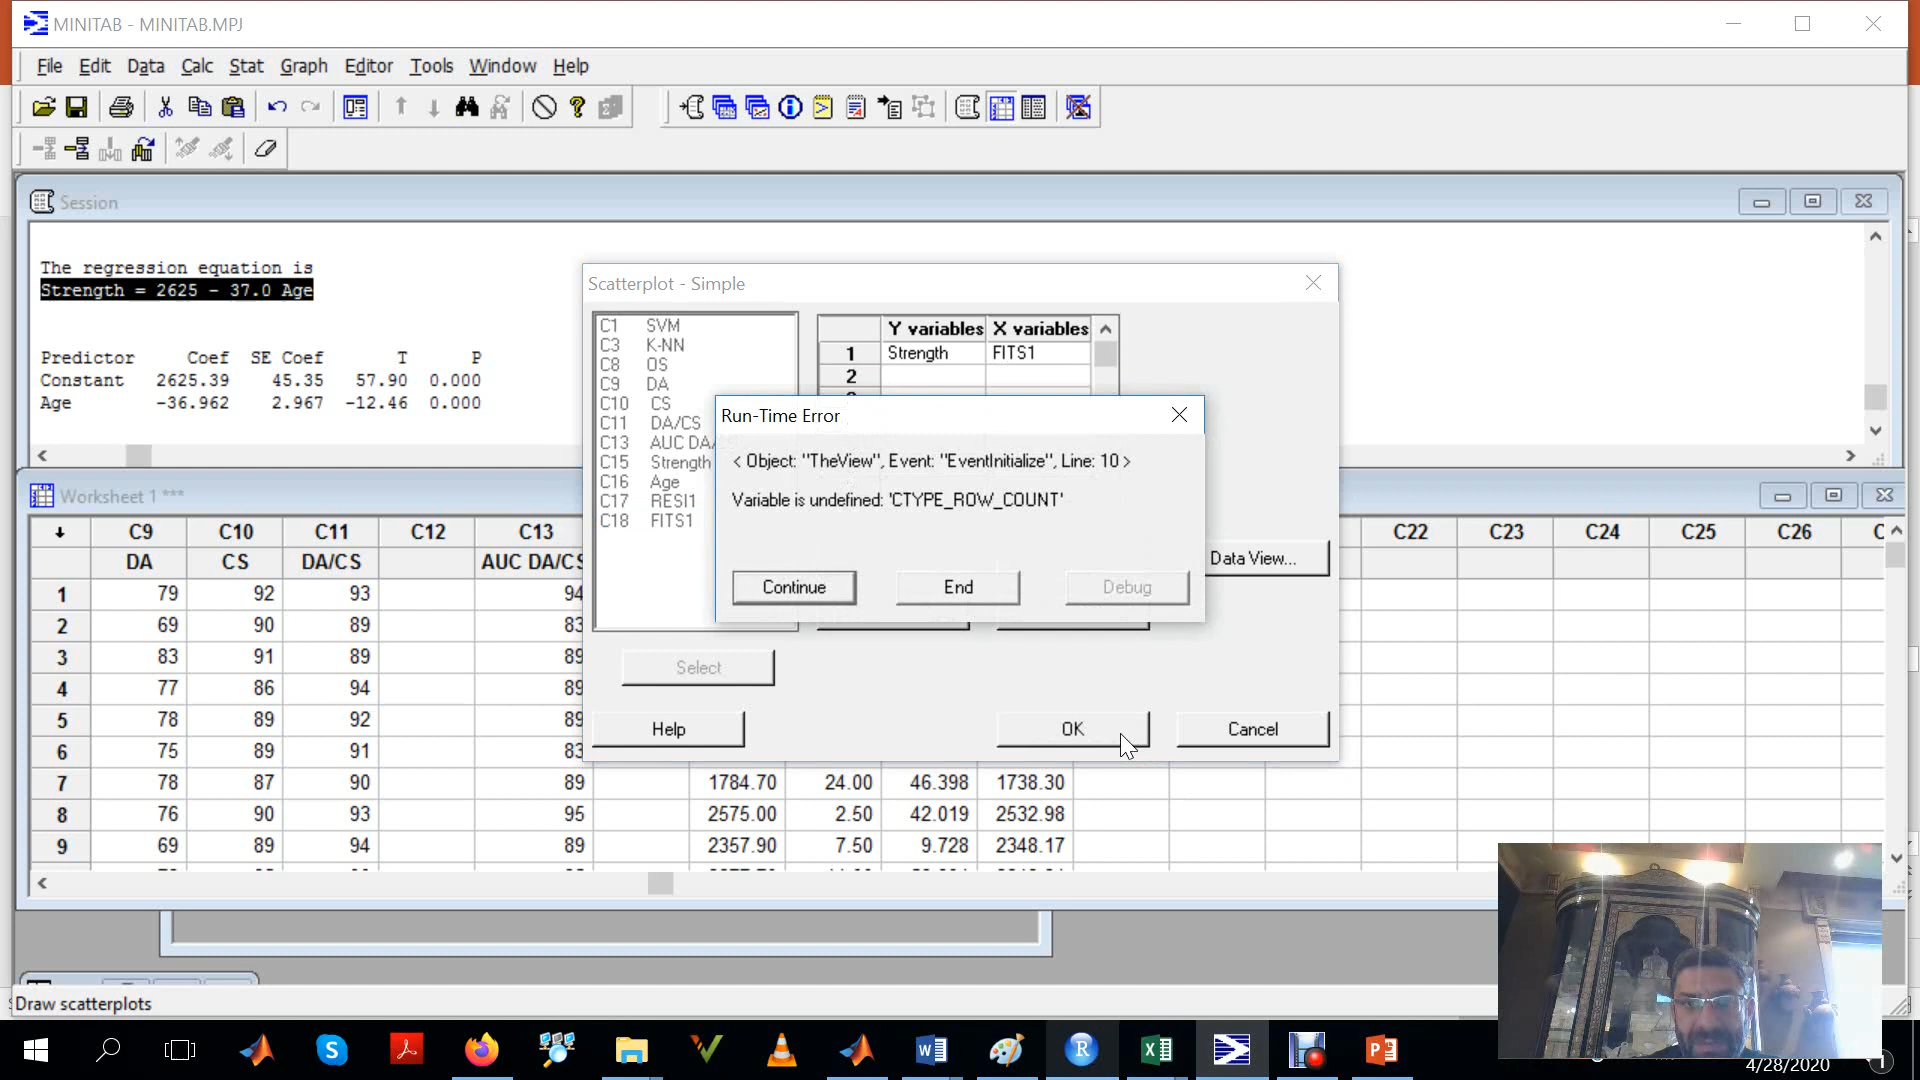 MINITAB - MINITAB.MPJ
File Edit Data Calc Stat Graph Editor Tools Window Help
Session
The regression equation is
Strength = 2625 - 37.0 Age
Predictor Coef SE Coef T P
Constant 2625.39 45.35 57.90 0.000
Age -36.962 2.967 -12.46 0.000
Scatterplot - Simple
C1 SVM
C3 K-NN
C8 OS
C9 DA
C10 CS
C11 DA/CS
C13 AUC DA/
C15 Strength
C16 Age
C17 RESI1
C18 FITS1
Y variables X variables
1 Strength FITS1
2
Run-Time Error
< Object: "TheView", Event: "EventInitialize", Line: 10 >
Variable is undefined: 'CTYPE_ROW_COUNT'
Continue End Debug
Data View...
Select
Help OK Cancel
Worksheet 1 ***
C9 C10 C11 C12 C13 C22 C23 C24 C25 C26 C
DA CS DA/CS AUC DA/CS
1 79 92 93 94
2 69 90 89 83
3 83 91 89 89
4 77 86 94 89
5 78 89 92 89
6 75 89 91 83
7 78 87 90 89 1784.70 24.00 46.398 1738.30
8 76 90 93 95 2575.00 2.50 42.019 2532.98
9 69 89 94 89 2357.90 7.50 9.728 2348.17
Draw scatterplots
4/28/2020
1